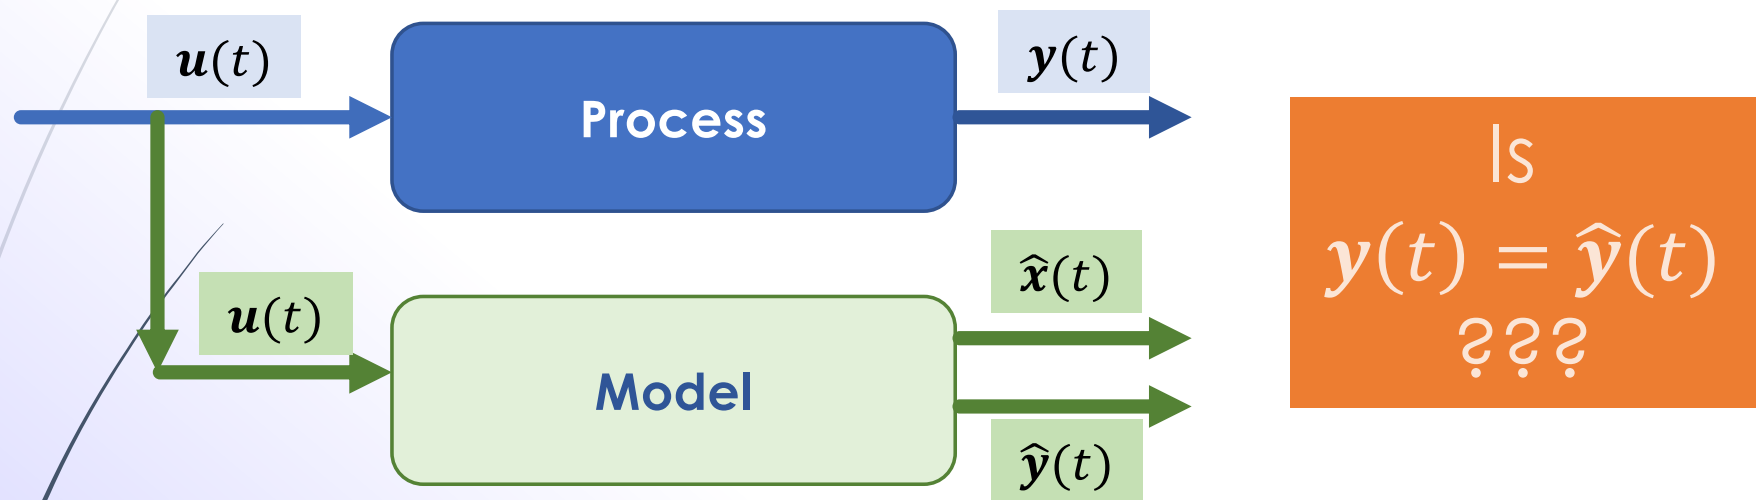 𝒖(𝑡)
𝒚(𝑡)
Process
Is
𝒚(𝑡) = 𝒚̂(𝑡)
???
𝒙̂(𝑡)
𝒖(𝑡)
Model
𝒚̂(𝑡)